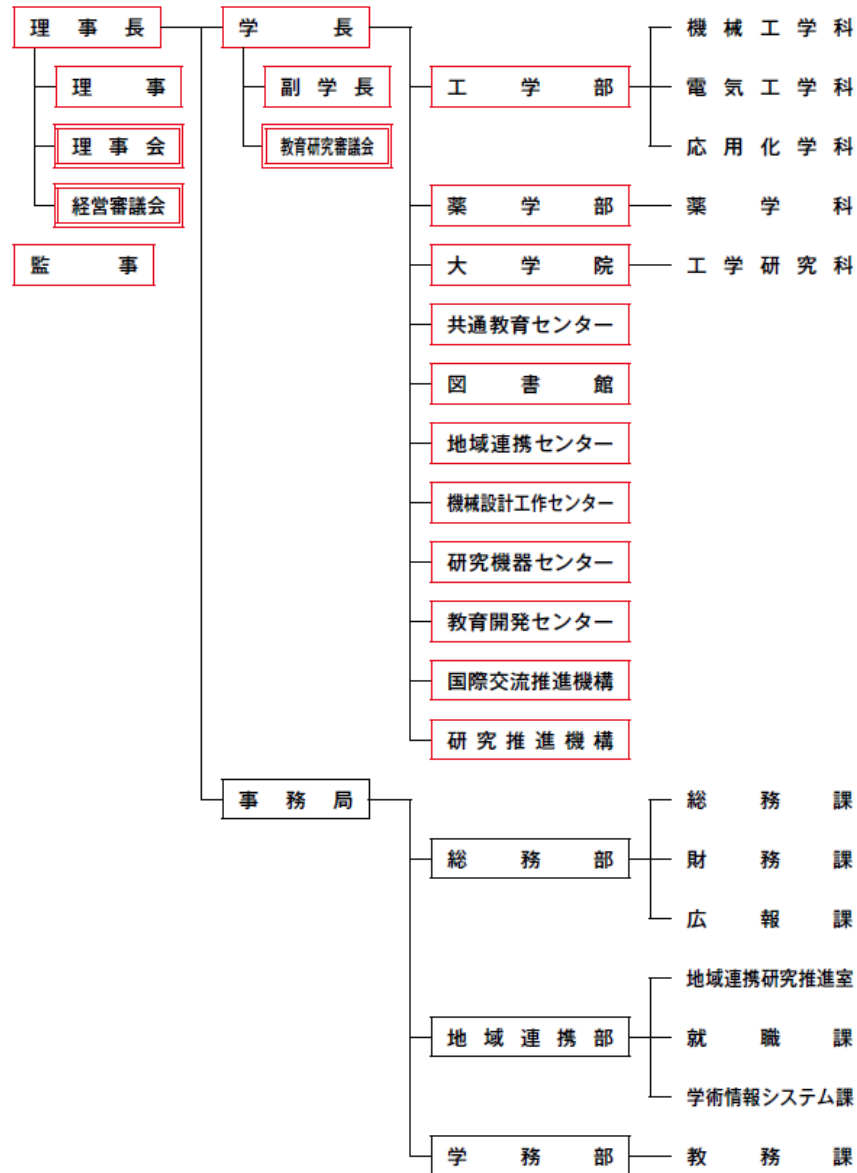 理事長 学長 機械工学科
理事 副学長 工学部 電気工学科
理事会 教育研究審議会 応用化学科
経営審議会 薬学部 薬学科
監事 大学院 工学研究科
共通教育センター
図書館
地域連携センター
機械設計工作センター
研究機器センター
教育開発センター
国際交流推進機構
研究推進機構
事務局 総務課
総務部 財務課
広報課
地域連携研究推進室
地域連携部 就職課
学術情報システム課
学務部 教務課